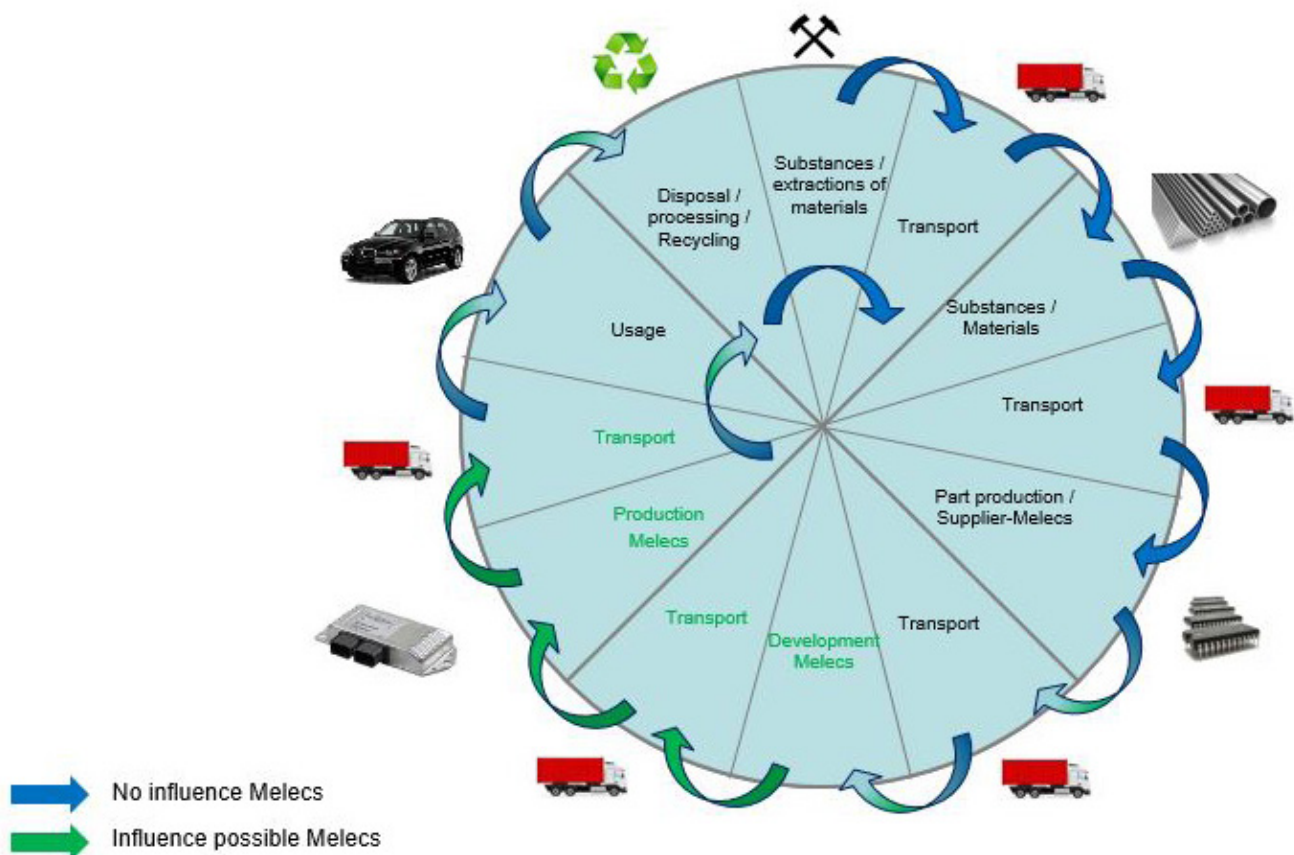 Substances /
extractions of
materials
Transport
Substances /
Materials
Transport
Part production /
Supplier-Melecs
Transport
Development
Melecs
Transport
Production
Melecs
Transport
Usage
Disposal /
processing /
Recycling
No influence Melecs
Influence possible Melecs